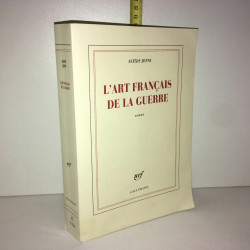 ALEXIS JENNI
L'ART FRANÇAIS
DE LA GUERRE
roman
nrf
GALLIMARD